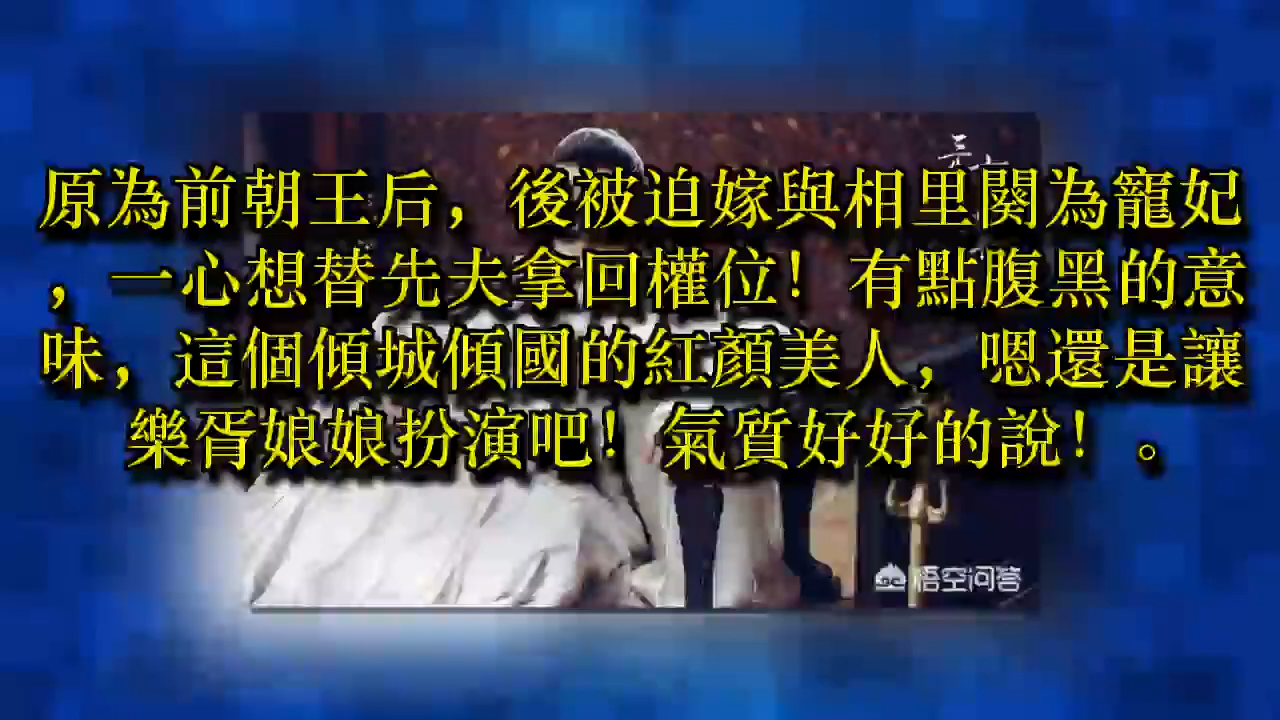 原為前朝王后，後被迫嫁與相里闋為寵妃
，一心想替先夫拿回權位！有點腹黑的意
味，這個傾城傾國的紅顏美人，嗯還是讓
樂胥娘娘扮演吧！氣質好好的說！。
悟空问答